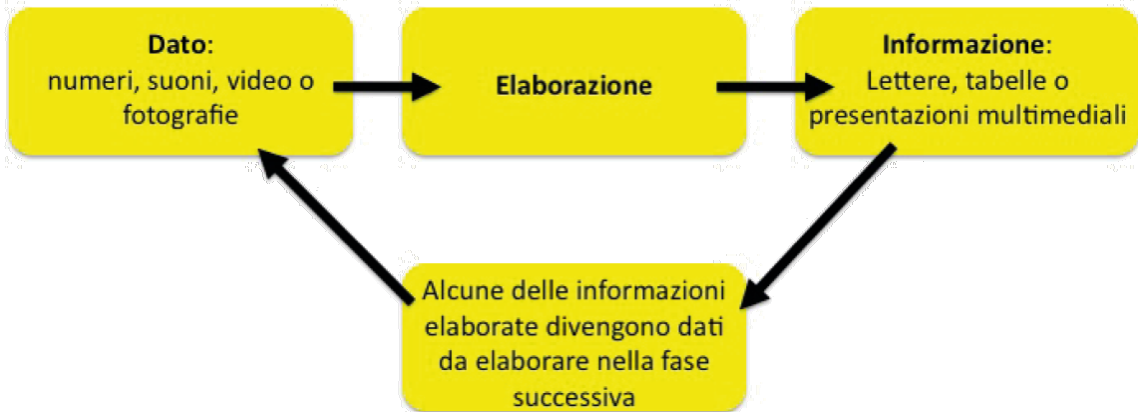 Dato:
numeri, suoni, video o
fotografie
Elaborazione
Informazione:
Lettere, tabelle o
presentazioni multimediali
Alcune delle informazioni
elaborate divengono dati
da elaborare nella fase
successiva